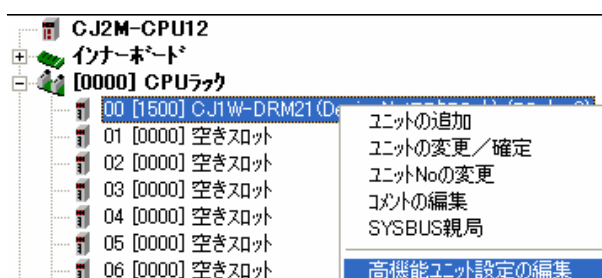 CJ2M-CPU12
インナーボード
[0000] CPUラック
00 [1500] CJ1W-DRM21(
ユニットの追加
01 [0000] 空きスロット
ユニットの変更／確定
02 [0000] 空きスロット
ユニットNoの変更
03 [0000] 空きスロット
コメントの編集
04 [0000] 空きスロット
SYSBUS親局
05 [0000] 空きスロット
06 [0000] 空きスロット
高機能ユニット設定の編集